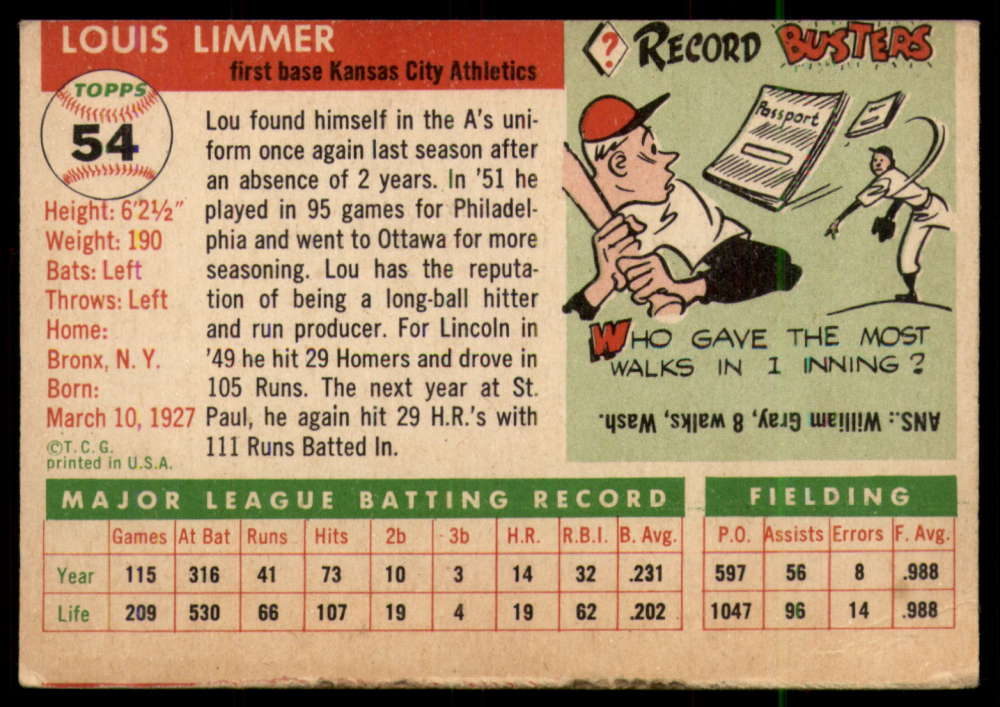 LOUIS LIMMER
first base Kansas City Athletics
TOPPS
54
Height: 6'2½"
Weight: 190
Bats: Left
Throws: Left
Home:
Bronx, N. Y.
Born:
March 10, 1927
©T. C. G.
printed in U.S.A.
Lou found himself in the A's uni-
form once again last season after
an absence of 2 years. In '51 he
played in 95 games for Philadel-
phia and went to Ottawa for more
seasoning. Lou has the reputa-
tion of being a long-ball hitter
and run producer. For Lincoln in
'49 he hit 29 Homers and drove in
105 Runs. The next year at St.
Paul, he again hit 29 H.R.'s with
111 Runs Batted In.
? RECORD BUSTERS
Passport
WHO GAVE THE MOST
WALKS IN 1 INNING?
ANS.: William Gray, 8 walks, Wash.
MAJOR LEAGUE BATTING RECORD
Games At Bat Runs Hits 2b 3b H.R. R.B.I. B. Avg.
Year 115 316 41 73 10 3 14 32 .231
Life 209 530 66 107 19 4 19 62 .202
FIELDING
P.O. Assists Errors F. Avg.
597 56 8 .988
1047 96 14 .988